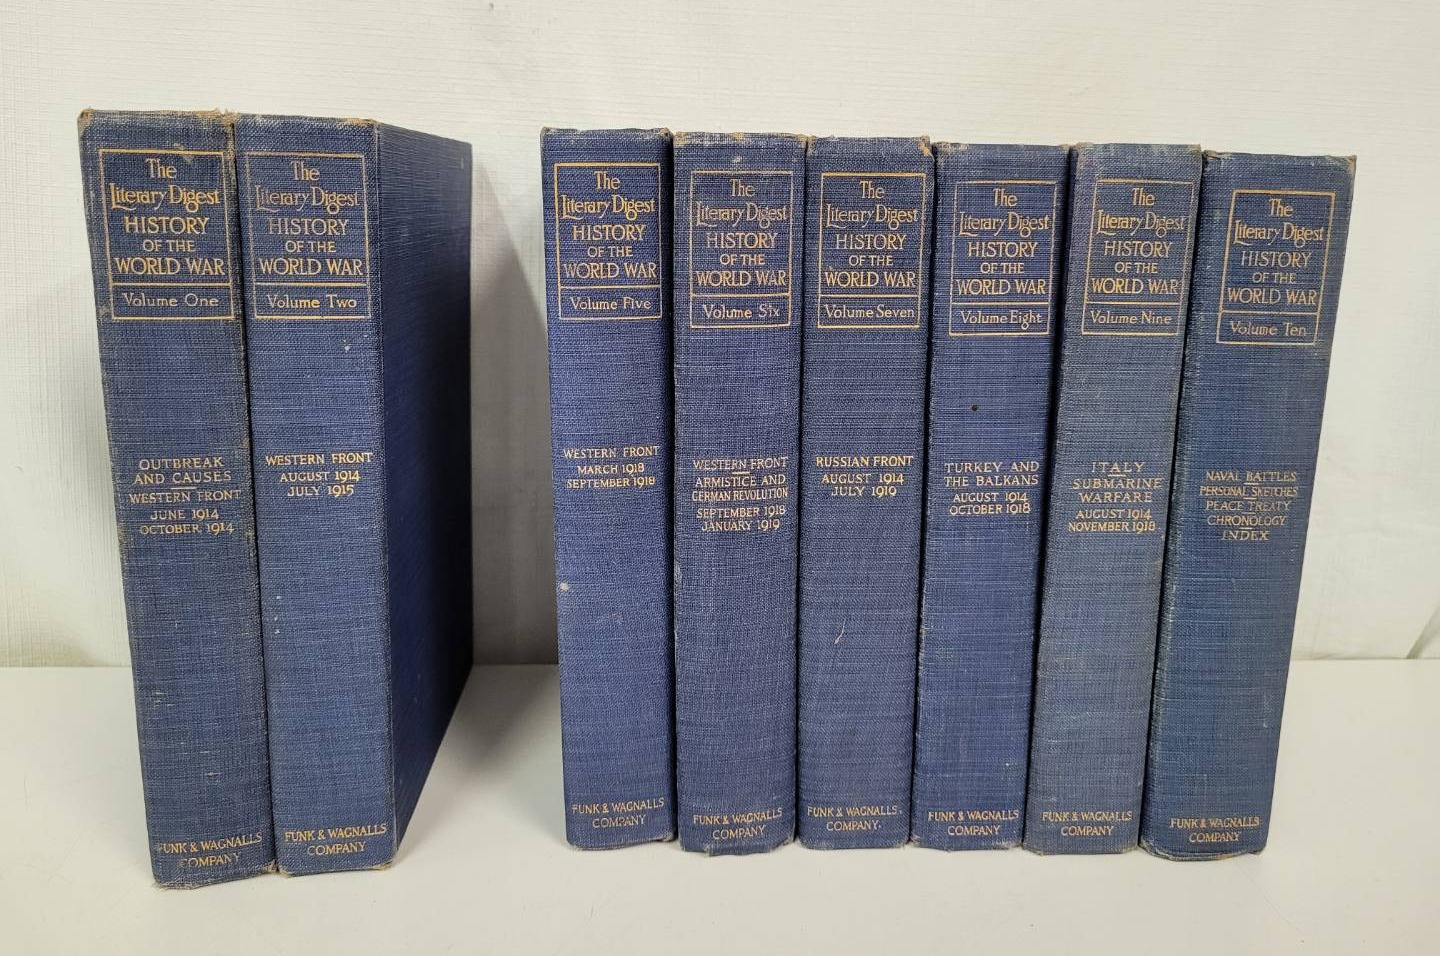 The
Literary Digest
HISTORY
OF THE
WORLD WAR
Volume One
OUTBREAK
AND CAUSES
WESTERN FRONT
JUNE 1914
OCTOBER, 1914
FUNK & WAGNALLS
COMPANY
The
Literary Digest
HISTORY
OF THE
WORLD WAR
Volume Two
WESTERN FRONT
AUGUST 1914
JULY 1915
FUNK & WAGNALLS
COMPANY
The
Literary Digest
HISTORY
OF THE
WORLD WAR
Volume Five
WESTERN FRONT
MARCH 1918
SEPTEMBER 1918
FUNK & WAGNALLS
COMPANY
The
Literary Digest
HISTORY
OF THE
WORLD WAR
Volume Six
WESTERN FRONT
ARMISTICE AND
GERMAN REVOLUTION
SEPTEMBER 1918
JANUARY 1919
FUNK & WAGNALLS
COMPANY
The
Literary Digest
HISTORY
OF THE
WORLD WAR
Volume Seven
RUSSIAN FRONT
AUGUST 1914
JULY 1919
FUNK & WAGNALLS.
COMPANY.
The
Literary Digest
HISTORY
OF THE
WORLD WAR
Volume Eight
TURKEY AND
THE BALKANS
AUGUST 1914
OCTOBER 1918
FUNK & WAGNALLS
COMPANY
The
Literary Digest
HISTORY
OF THE
WORLD WAR
Volume Nine
ITALY
SUBMARINE
WARFARE
AUGUST 1914
NOVEMBER 1918
FUNK & WAGNALLS
COMPANY
The
Literary Digest
HISTORY
OF THE
WORLD WAR
Volume Ten
NAVAL BATTLES
PERSONAL SKETCHES
PEACE TREATY
CHRONOLOGY
INDEX
FUNK & WAGNALLS
COMPANY